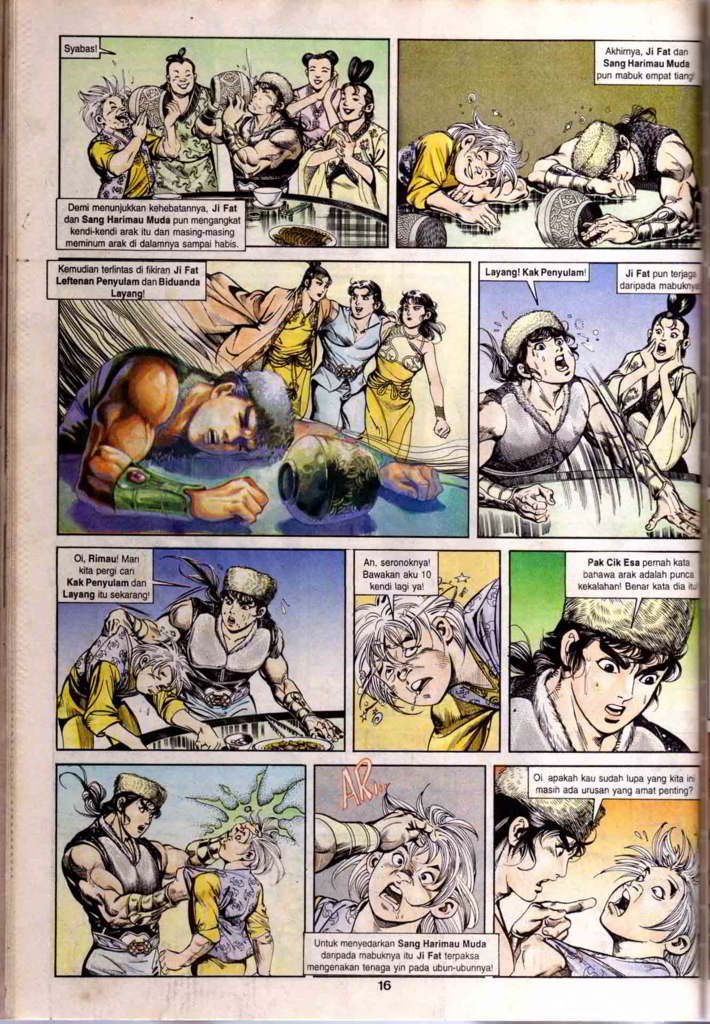 Syabas!
Demi menunjukkan kehebatannya, Ji Fat
dan Sang Harimau Muda pun mengangkat
kendi-kendi arak itu dan masing-masing
meminum arak di dalamnya sampai habis.
Akhirnya, Ji Fat dan
Sang Harimau Muda
pun mabuk empat tiang!
Kemudian terlintas di fikiran Ji Fat
Leftenan Penyulam dan Biduanda
Layang!
Layang! Kak Penyulam!
Ji Fat pun terjaga
daripada mabuknya
Oi, Rimau! Mari
kita pergi cari
Kak Penyulam dan
Layang itu sekarang!
An, seronoknya!
Bawakan aku 10
kendi lagi ya!
Pak Cik Esa pernah kata
bahawa arak adalah punca
kekalahan! Benar kata dia itu!
ARgh
Untuk menyedarkan Sang Harimau Muda
daripada mabuknya itu Ji Fat terpaksa
mengenakan tenaga yin pada ubun-ubunnya!
Oi, apakah kau sudah lupa yang kita ini
masih ada urusan yang amat penting?
16